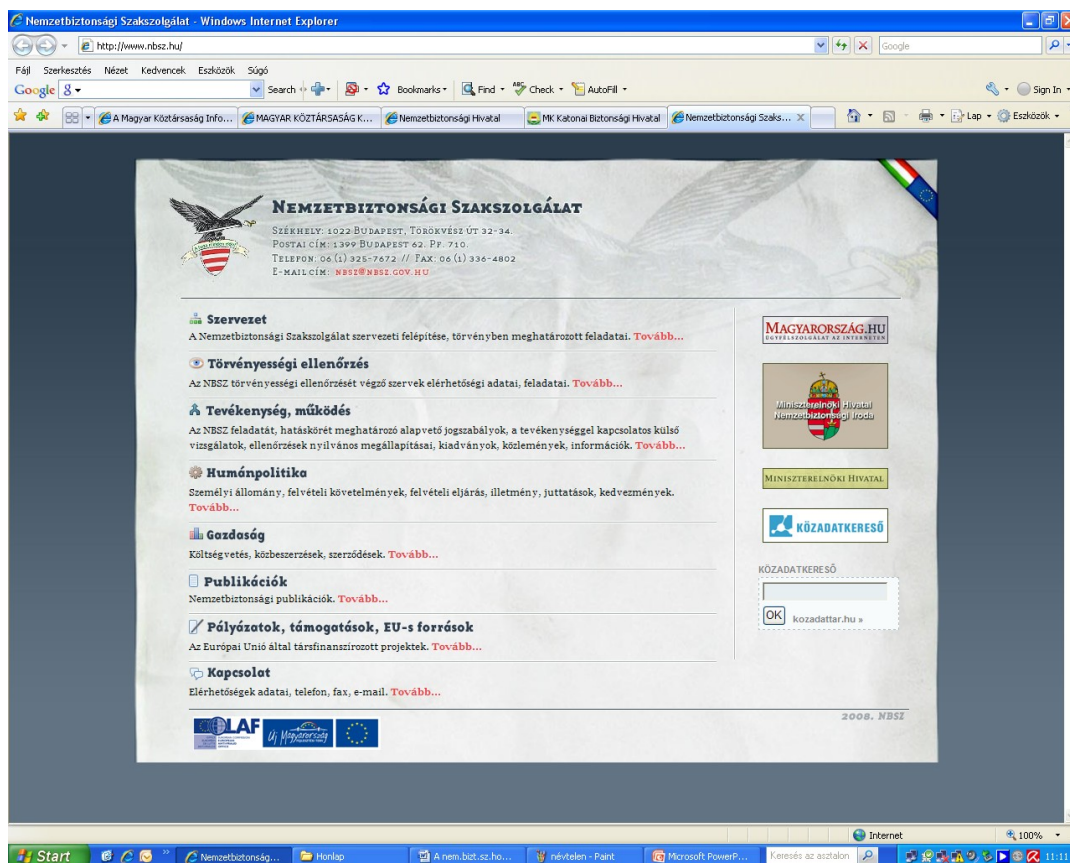 Nemzetbiztonsági Szakszolgálat - Windows Internet Explorer
http://www.nbsz.hu/
Google
Fájl Szerkesztés Nézet Kedvencek Eszközök Súgó
Google Search Bookmarks Find Check AutoFill Sign In
A Magyar Köztársaság Info... MAGYAR KÖZTÁRSASÁG K... Nemzetbiztonsági Hivatal MK Katonai Biztonsági Hivatal Nemzetbiztonsági Szaks... Lap Eszközök
NEMZETBIZTONSÁGI SZAKSZOLGÁLAT
SZÉKHELY: 1022 BUDAPEST, TÖRÖKVÉSZ ÚT 32-34.
POSTAI CÍM: 1399 BUDAPEST 62. PF. 710.
TELEFON: 06 (1) 325-7672 // FAX: 06 (1) 336-4802
E-MAIL CÍM: NBSZ@NBSZ.GOV.HU
Szervezet
A Nemzetbiztonsági Szakszolgálat szervezeti felépítése, törvényben meghatározott feladatai. Tovább...
Törvényességi ellenőrzés
Az NBSZ törvényességi ellenőrzését végző szervek elérhetőségi adatai, feladatai. Tovább...
Tevékenység, működés
Az NBSZ feladatát, hatáskörét meghatározó alapvető jogszabályok, a tevékenységgel kapcsolatos külső
vizsgálatok, ellenőrzések nyilvános megállapításai, kiadványok, közlemények, információk. Tovább...
Humánpolitika
Személyi állomány, felvételi követelmények, felvételi eljárás, illetmény, juttatások, kedvezmények.
Tovább...
Gazdaság
Költségvetés, közbeszerzések, szerződések. Tovább...
Publikációk
Nemzetbiztonsági publikációk. Tovább...
Pályázatok, támogatások, EU-s források
Az Európai Unió által társfinanszírozott projektek. Tovább...
Kapcsolat
Elérhetőségek adatai, telefon, fax, e-mail. Tovább...
MAGYARORSZÁG.HU
ÜGYFÉLSZOLGÁLAT AZ INTERNETEN
Miniszterelnöki Hivatal
Nemzetbiztonsági Iroda
MINISZTERELNÖKI HIVATAL
KÖZADATKERESŐ
KÖZADATKERESŐ
OK kozadattar.hu »
2008. NBSZ
OLAF Új Magyarország
Internet 100%
Start Nemzetbiztonság... Honlap A nem.bizt.sz.ho... névtelen - Paint Microsoft PowerP... Keresés az asztalon 11:11